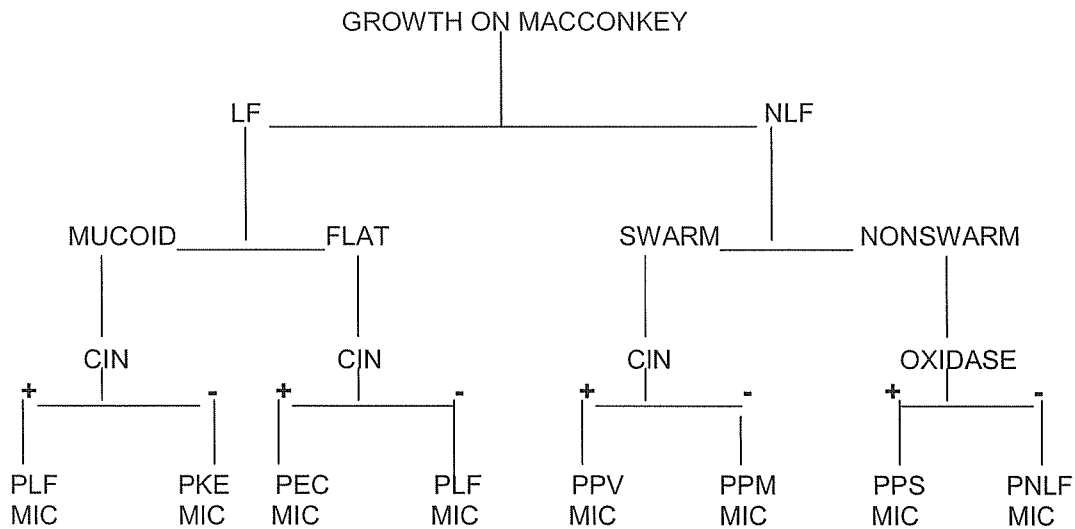 GROWTH ON MACCONKEY
LF NLF
MUCOID FLAT SWARM NONSWARM
CIN CIN CIN OXIDASE
+ - + - + - + -
PLF PKE PEC PLF PPV PPM PPS PNLF
MIC MIC MIC MIC MIC MIC MIC MIC